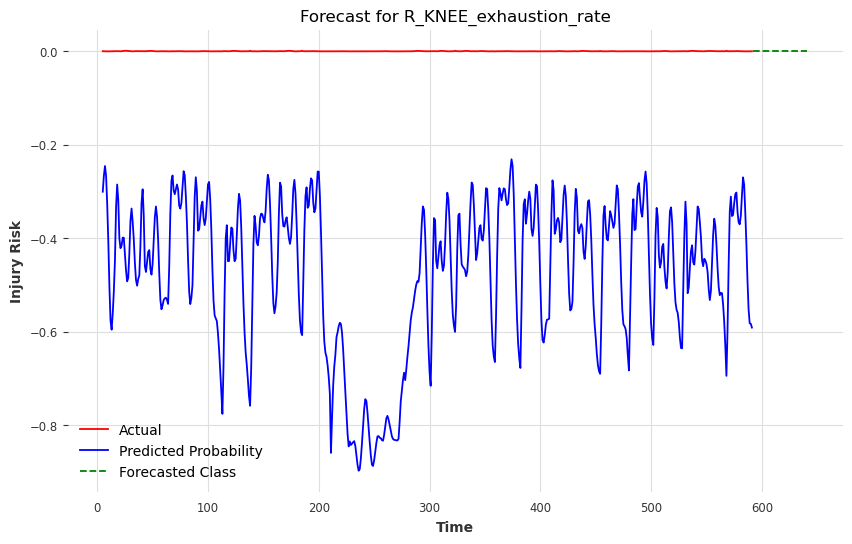 Forecast for R_KNEE_exhaustion_rate
0.0
−0.2
−0.4
−0.6
−0.8
Injury Risk
Actual
Predicted Probability
Forecasted Class
0 100 200 300 400 500 600
Time